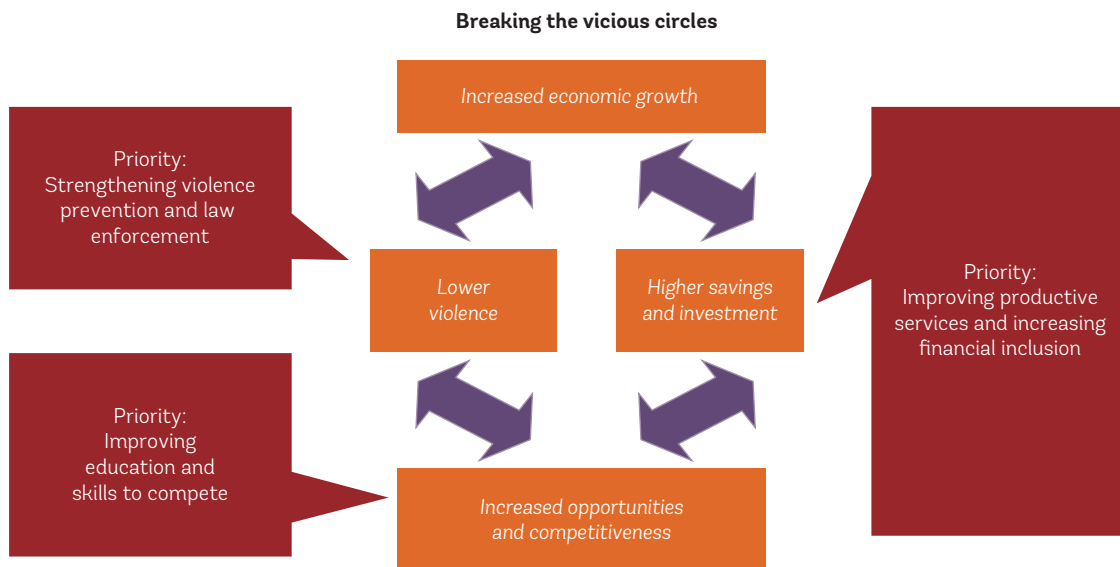 Breaking the vicious circles
Increased economic growth
Priority:
Strengthening violence
prevention and law
enforcement
Lower
violence
Higher savings
and investment
Priority:
Improving productive
services and increasing
financial inclusion
Priority:
Improving
education and
skills to compete
Increased opportunities
and competitiveness